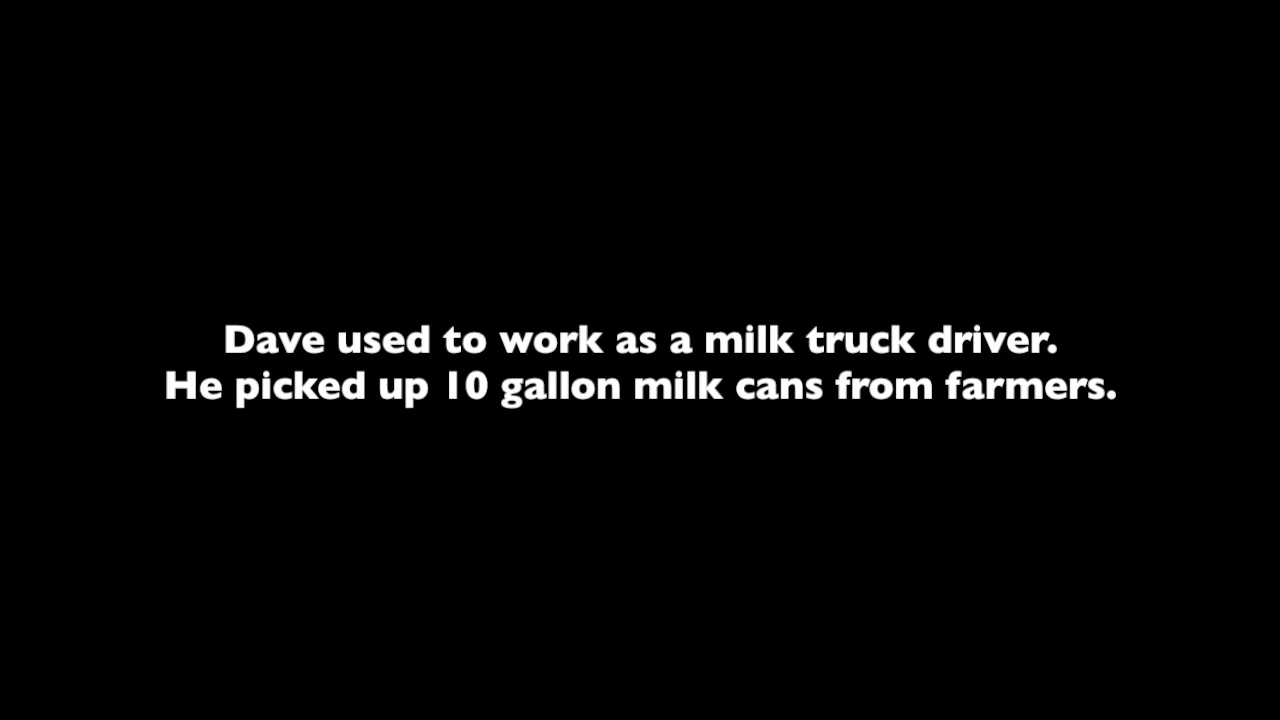 Dave used to work as a milk truck driver.
He picked up 10 gallon milk cans from farmers.